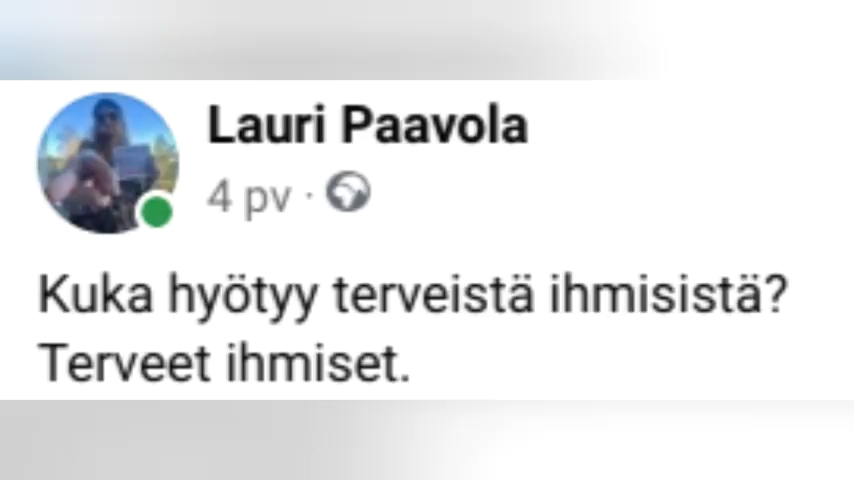 Lauri Paavola
4 pv ·
Kuka hyötyy terveistä ihmisistä?
Terveet ihmiset.